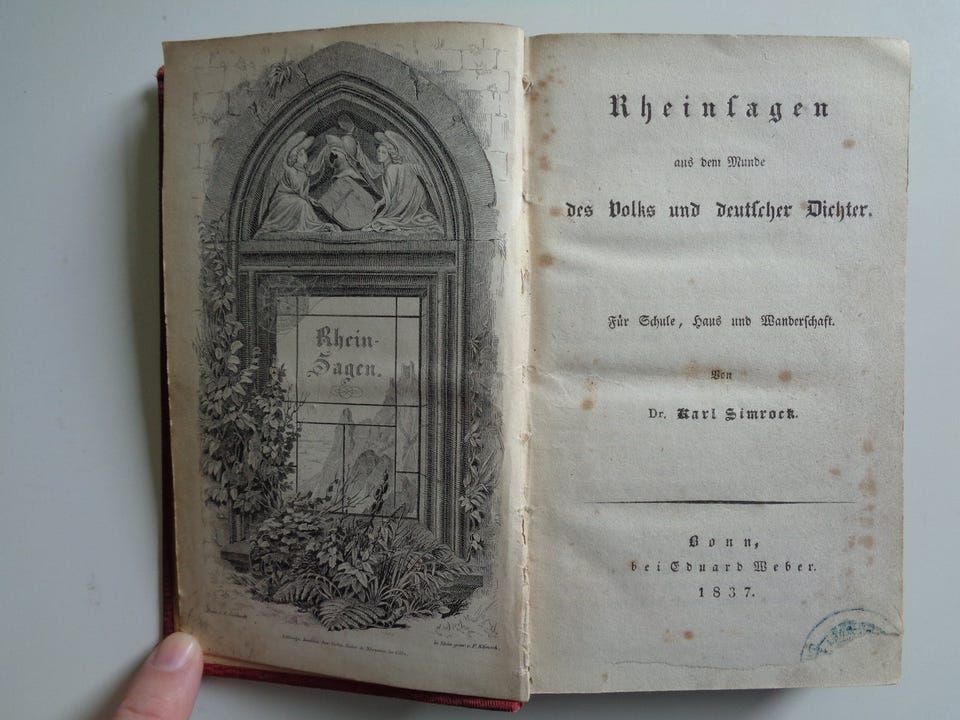 Rhein-
Sagen.
Rheinſagen
aus dem Munde
des Volks und deutſcher Dichter.
Für Schule, Haus und Wanderſchaft.
Von
Dr. Karl Simrock.
Bonn,
bei Eduard Weber.
1837.